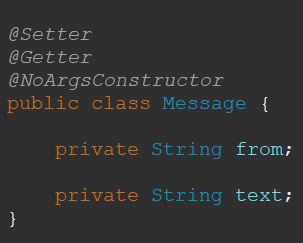 @Setter
@Getter
@NoArgsConstructor
public class Message {
private String from;
private String text;
}